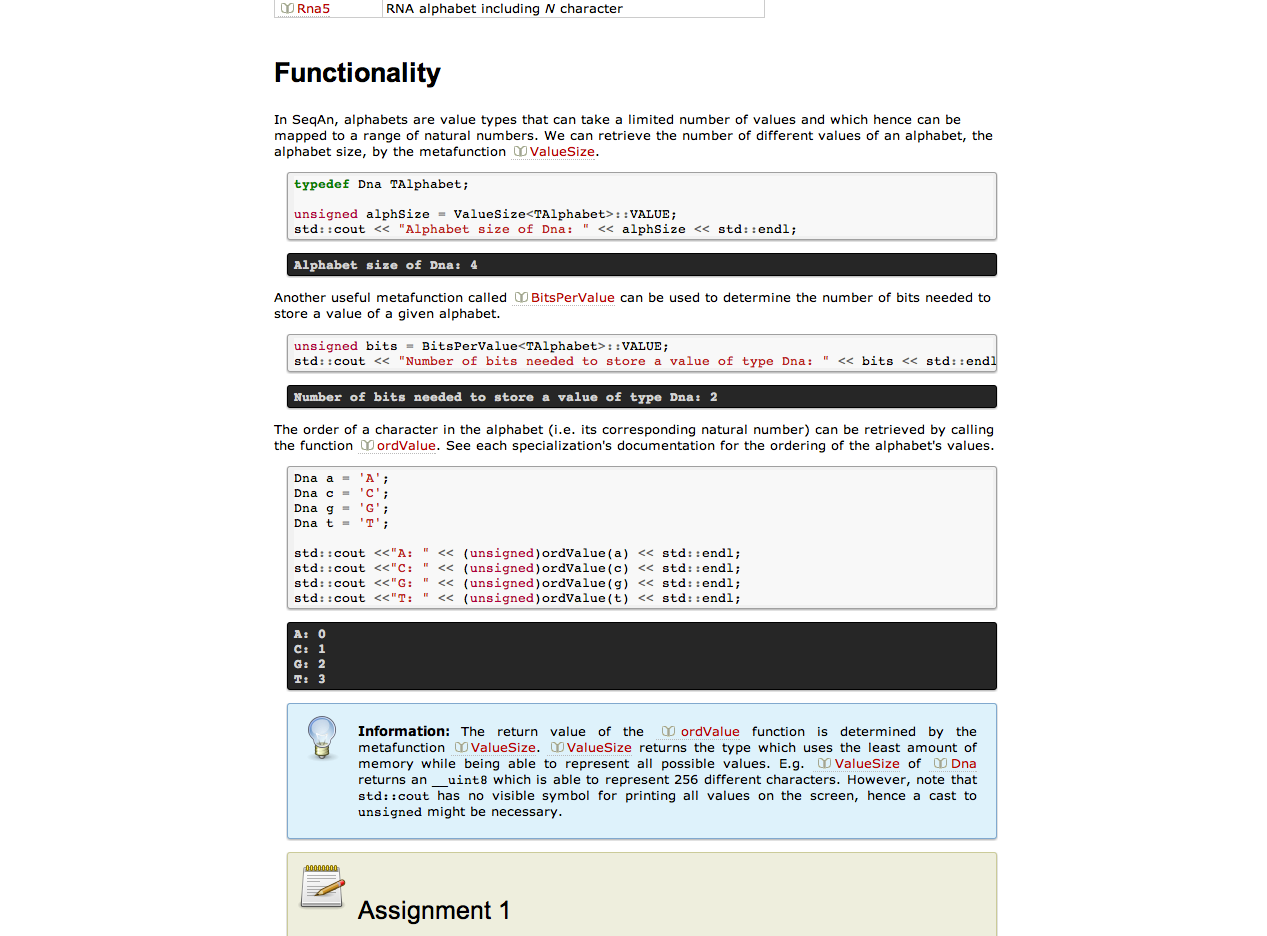 Rna5 RNA alphabet including N character
Functionality
In SeqAn, alphabets are value types that can take a limited number of values and which hence can be
mapped to a range of natural numbers. We can retrieve the number of different values of an alphabet, the
alphabet size, by the metafunction ValueSize.
typedef Dna TAlphabet;
unsigned alphSize = ValueSize<TAlphabet>::VALUE;
std::cout << "Alphabet size of Dna: " << alphSize << std::endl;
Alphabet size of Dna: 4
Another useful metafunction called BitsPerValue can be used to determine the number of bits needed to
store a value of a given alphabet.
unsigned bits = BitsPerValue<TAlphabet>::VALUE;
std::cout << "Number of bits needed to store a value of type Dna: " << bits << std::endl
Number of bits needed to store a value of type Dna: 2
The order of a character in the alphabet (i.e. its corresponding natural number) can be retrieved by calling
the function ordValue. See each specialization's documentation for the ordering of the alphabet's values.
Dna a = 'A';
Dna c = 'C';
Dna g = 'G';
Dna t = 'T';
std::cout <<"A: " << (unsigned)ordValue(a) << std::endl;
std::cout <<"C: " << (unsigned)ordValue(c) << std::endl;
std::cout <<"G: " << (unsigned)ordValue(g) << std::endl;
std::cout <<"T: " << (unsigned)ordValue(t) << std::endl;
A: 0
C: 1
G: 2
T: 3
Information: The return value of the ordValue function is determined by the
metafunction ValueSize. ValueSize returns the type which uses the least amount of
memory while being able to represent all possible values. E.g. ValueSize of Dna
returns an __uint8 which is able to represent 256 different characters. However, note that
std::cout has no visible symbol for printing all values on the screen, hence a cast to
unsigned might be necessary.
Assignment 1